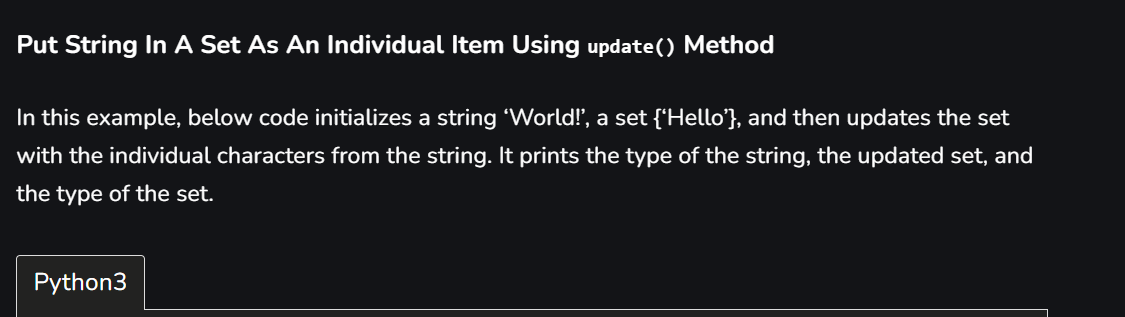 Put String In A Set As An Individual Item Using update() Method
In this example, below code initializes a string ‘World!’, a set {‘Hello’}, and then updates the set
with the individual characters from the string. It prints the type of the string, the updated set, and
the type of the set.
Python3